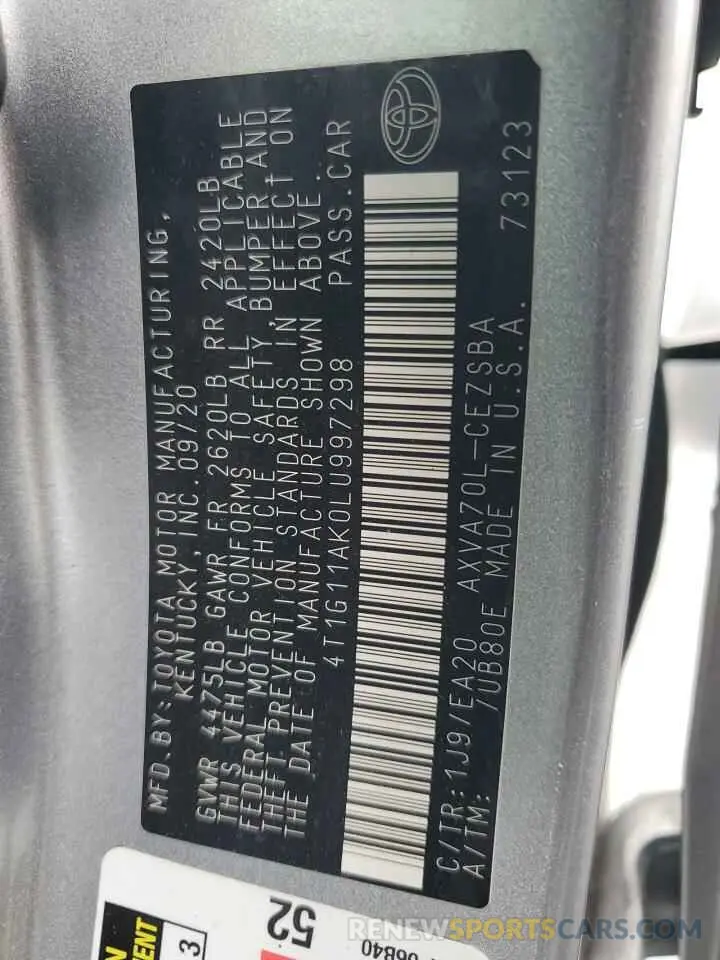 MFD.BY:TOYOTA MOTOR MANUFACTURING,
KENTUCKY, INC. 09/20
GVWR 4475LB GAWR FR 2620LB RR 2420LB
THIS VEHICLE CONFORMS TO ALL APPLICABLE
FEDERAL MOTOR VEHICLE SAFETY, BUMPER AND
THEFT PREVENTION STANDARDS IN EFFECT ON
THE DATE OF MANUFACTURE SHOWN ABOVE.
4T1G11AK0LU997298 PASS.CAR
C/TR:1J9/EA20 AXVA70L-CEZSBA 73123
A/TM: /UB80E MADE IN U.S.A.
52
3
06B40
RENEWSPORTSCARS.COM